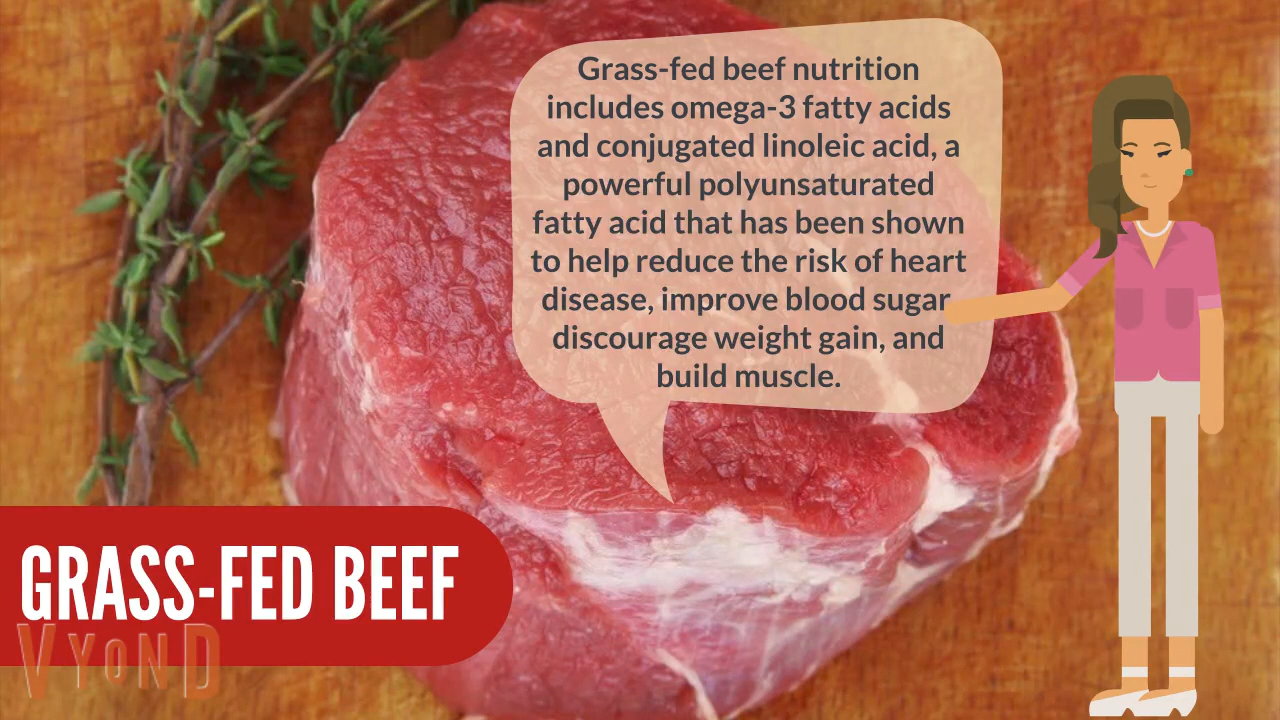 Grass-fed beef nutrition
includes omega-3 fatty acids
and conjugated linoleic acid, a
powerful polyunsaturated
fatty acid that has been shown
to help reduce the risk of heart
disease, improve blood sugar
discourage weight gain, and
build muscle.
GRASS-FED BEEF
VYOND